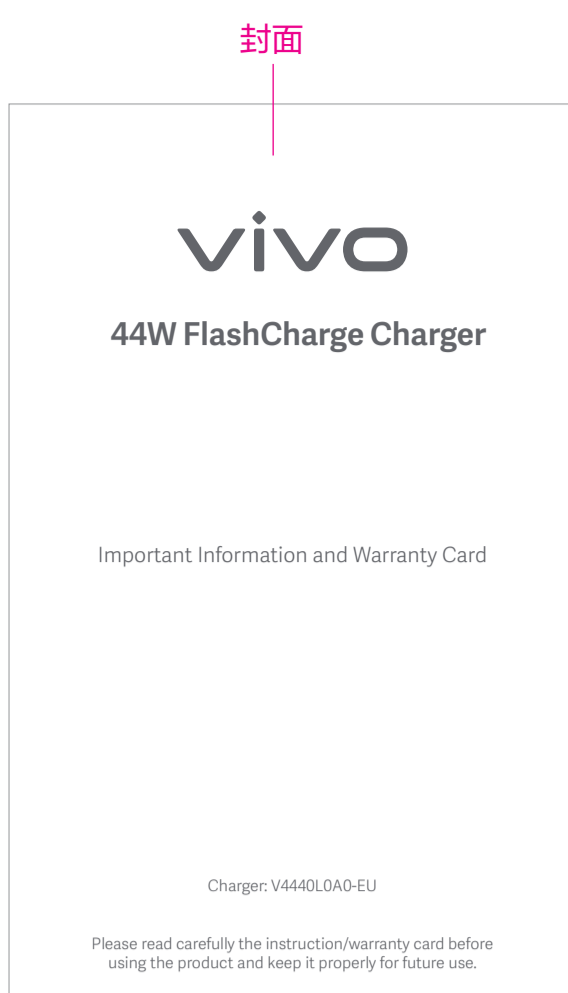 封面
vivo
44W FlashCharge Charger
Important Information and Warranty Card
Charger: V4440L0A0-EU
Please read carefully the instruction/warranty card before
using the product and keep it properly for future use.